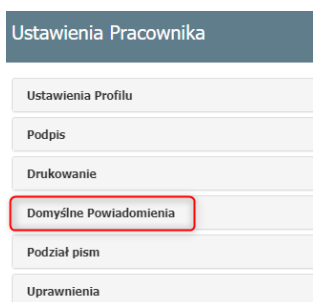 Ustawienia Pracownika
Ustawienia Profilu
Podpis
Drukowanie
Domyślne Powiadomienia
Podział pism
Uprawnienia